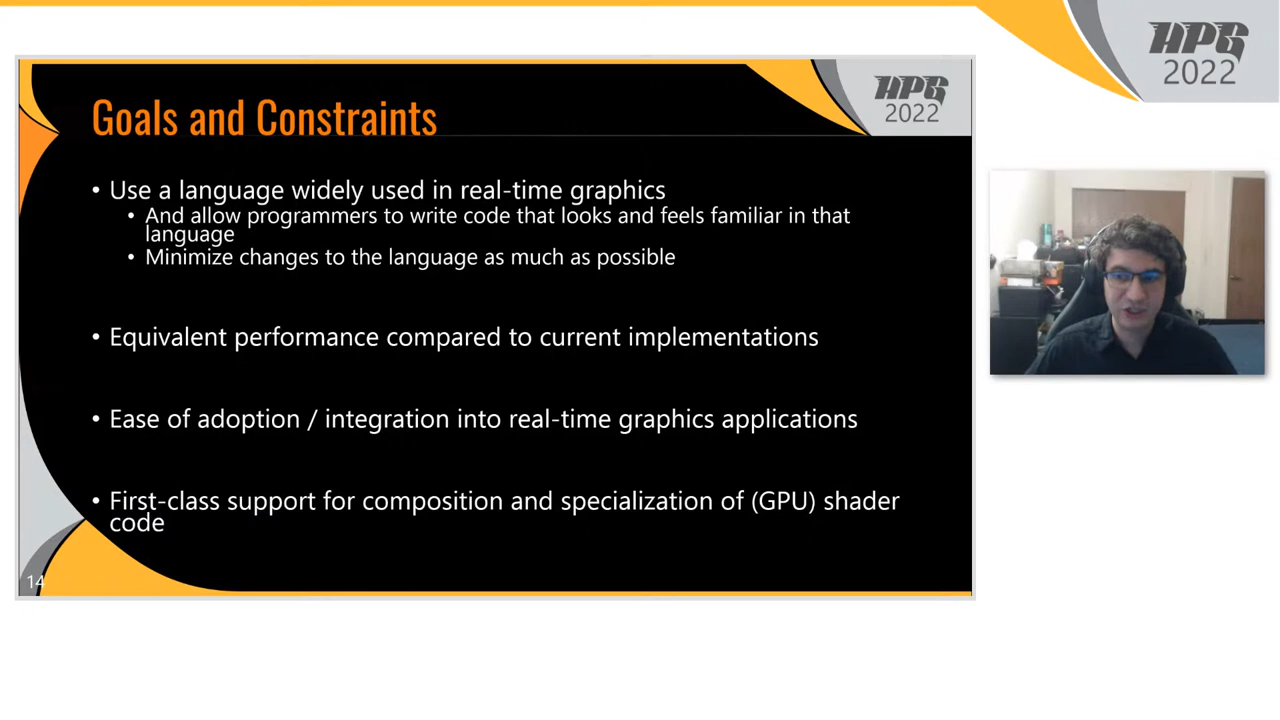 HPG
2022
HPG
2022
Goals and Constraints
• Use a language widely used in real-time graphics
• And allow programmers to write code that looks and feels familiar in that
language
• Minimize changes to the language as much as possible
• Equivalent performance compared to current implementations
• Ease of adoption / integration into real-time graphics applications
• First-class support for composition and specialization of (GPU) shader
code
14